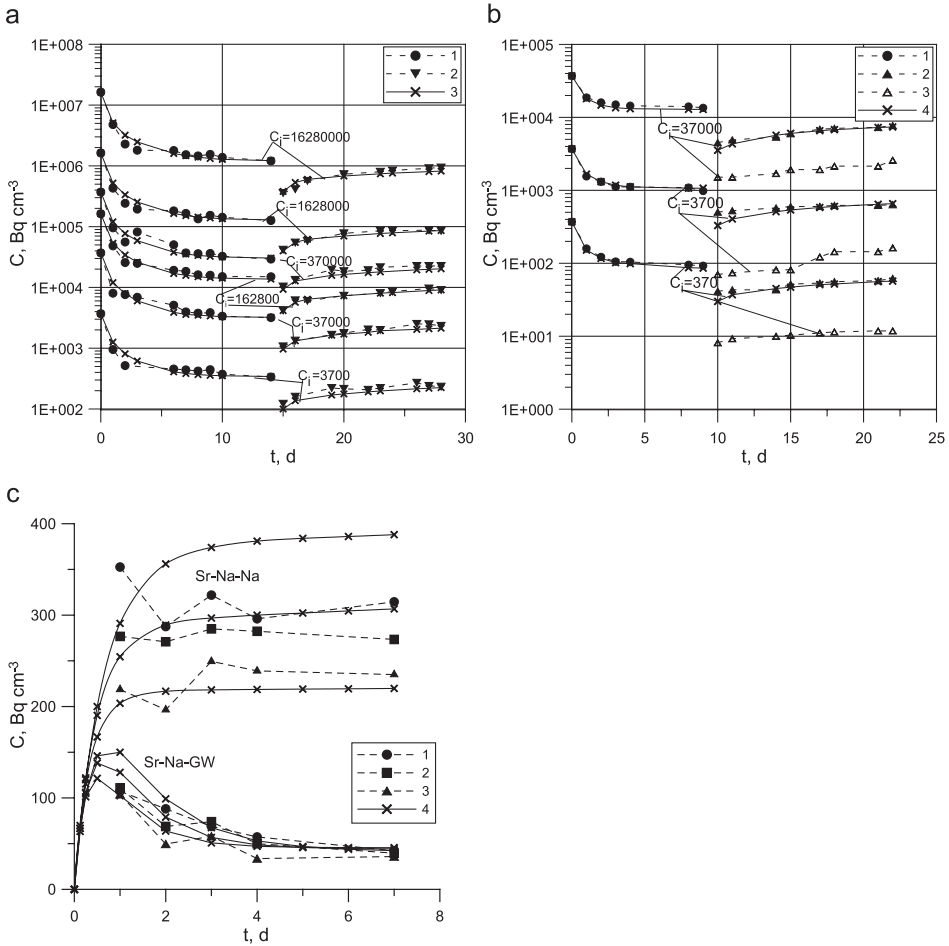 a
1E+008
1E+007
1E+006
1E+005
1E+004
1E+003
1E+002
C, Bq cm-3
0
10
20
30
t, d
1
2
3
Ci=16280000
Ci=1628000
Ci=370000
Ci=162800
Ci=37000
Ci=3700
b
1E+005
1E+004
1E+003
1E+002
1E+001
1E+000
C, Bq cm-3
0
5
10
15
20
25
t, d
1
2
3
4
Ci=37000
Ci=3700
Ci=370
c
400
300
200
100
0
C, Bq cm-3
0
2
4
6
8
t, d
Sr-Na-Na
Sr-Na-GW
1
2
3
4